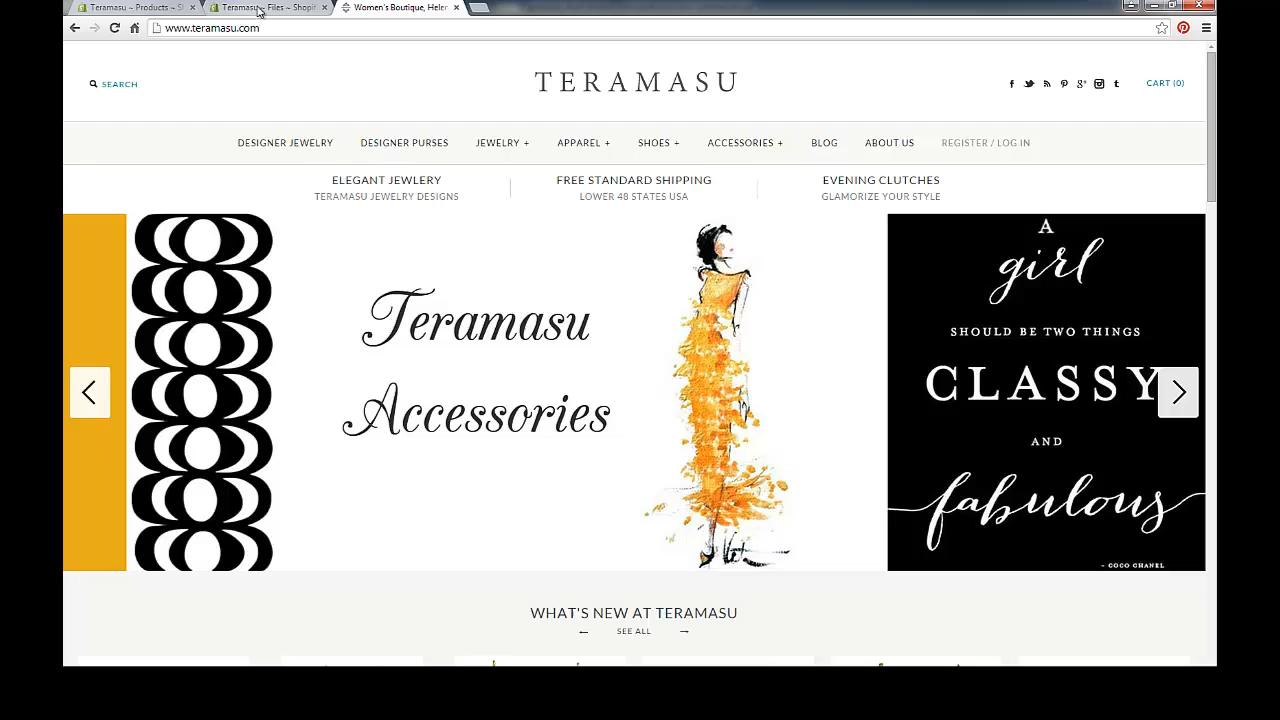 Teramasu ~ Products ~ S
Teramasu ~ Files ~ Shopif
Women's Boutique, Heler
www.teramasu.com
SEARCH
TERAMASU
CART (0)
DESIGNER JEWELRY DESIGNER PURSES JEWELRY + APPAREL + SHOES + ACCESSORIES + BLOG ABOUT US REGISTER / LOG IN
ELEGANT JEWLERY
TERAMASU JEWELRY DESIGNS
FREE STANDARD SHIPPING
LOWER 48 STATES USA
EVENING CLUTCHES
GLAMORIZE YOUR STYLE
Teramasu
Accessories
A
girl
SHOULD BE TWO THINGS
CLASSY
AND
fabulous
~ COCO CHANEL
WHAT'S NEW AT TERAMASU
← SEE ALL →